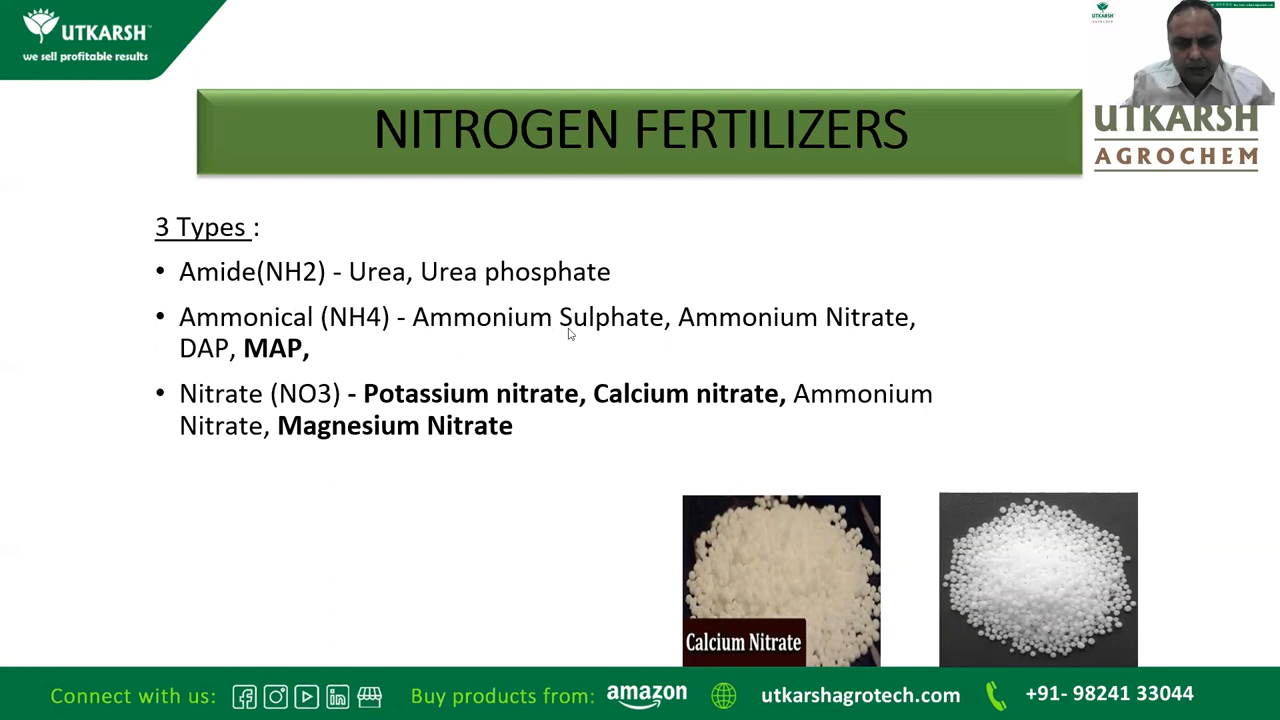 UTKARSH
we sell profitable results
UTKARSH
NITROGEN FERTILIZERS
UTKARSH
AGROCHEM
3 Types :
• Amide(NH2) - Urea, Urea phosphate
• Ammonical (NH4) - Ammonium Sulphate, Ammonium Nitrate,
DAP, MAP,
• Nitrate (NO3) - Potassium nitrate, Calcium nitrate, Ammonium
Nitrate, Magnesium Nitrate
Calcium Nitrate
Connect with us:
Buy products from: amazon
utkarshagrotech.com
+91- 98241 33044